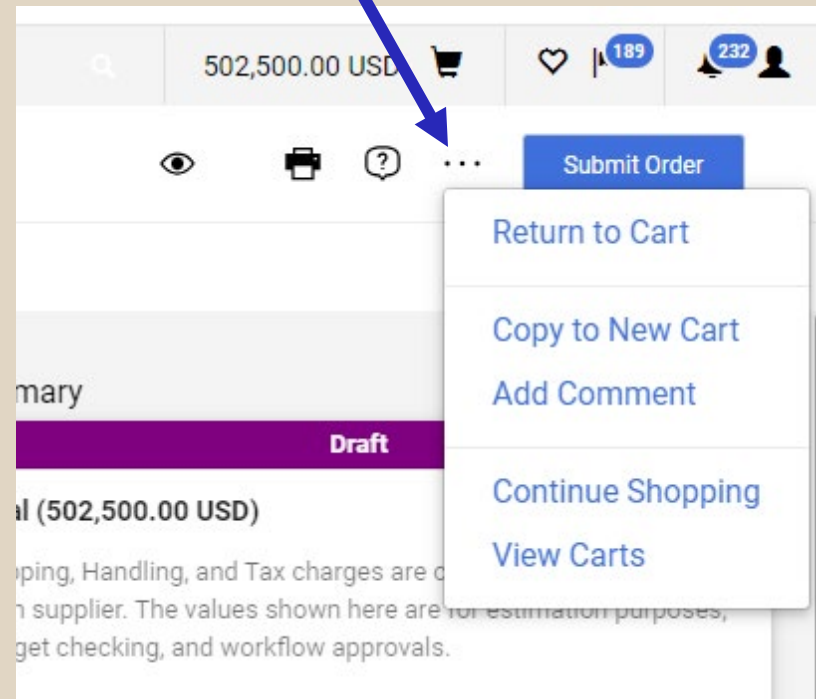 502,500.00 USD
189
232
Submit Order
Return to Cart
Copy to New Cart
mary
Add Comment
Draft
Continue Shopping
al (502,500.00 USD)
View Carts
pping, Handling, and Tax charges are
supplier. The values shown here are for estimation purposes,
get checking, and workflow approvals.